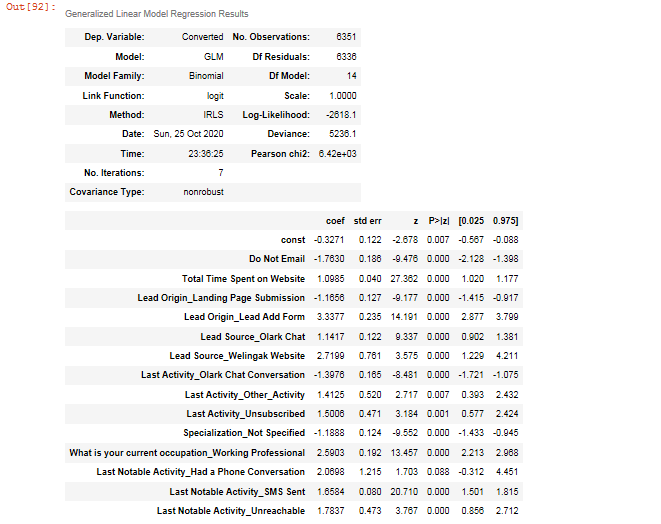 Out[92]:
Generalized Linear Model Regression Results
Dep. Variable: Converted No. Observations: 6351
Model: GLM Df Residuals: 6336
Model Family: Binomial Df Model: 14
Link Function: logit Scale: 1.0000
Method: IRLS Log-Likelihood: -2618.1
Date: Sun, 25 Oct 2020 Deviance: 5236.1
Time: 23:36:25 Pearson chi2: 6.42e+03
No. Iterations: 7
Covariance Type: nonrobust
coef std err z P>|z| [0.025 0.975]
const -0.3271 0.122 -2.678 0.007 -0.567 -0.088
Do Not Email -1.7630 0.186 -9.476 0.000 -2.128 -1.398
Total Time Spent on Website 1.0985 0.040 27.362 0.000 1.020 1.177
Lead Origin_Landing Page Submission -1.1656 0.127 -9.177 0.000 -1.415 -0.917
Lead Origin_Lead Add Form 3.3377 0.235 14.191 0.000 2.877 3.799
Lead Source_Olark Chat 1.1417 0.122 9.337 0.000 0.902 1.381
Lead Source_Welingak Website 2.7199 0.761 3.575 0.000 1.229 4.211
Last Activity_Olark Chat Conversation -1.3976 0.165 -8.481 0.000 -1.721 -1.075
Last Activity_Other_Activity 1.4125 0.520 2.717 0.007 0.393 2.432
Last Activity_Unsubscribed 1.5006 0.471 3.184 0.001 0.577 2.424
Specialization_Not Specified -1.1888 0.124 -9.552 0.000 -1.433 -0.945
What is your current occupation_Working Professional 2.5903 0.192 13.457 0.000 2.213 2.968
Last Notable Activity_Had a Phone Conversation 2.0698 1.215 1.703 0.088 -0.312 4.451
Last Notable Activity_SMS Sent 1.6584 0.080 20.710 0.000 1.501 1.815
Last Notable Activity_Unreachable 1.7837 0.473 3.767 0.000 0.856 2.712